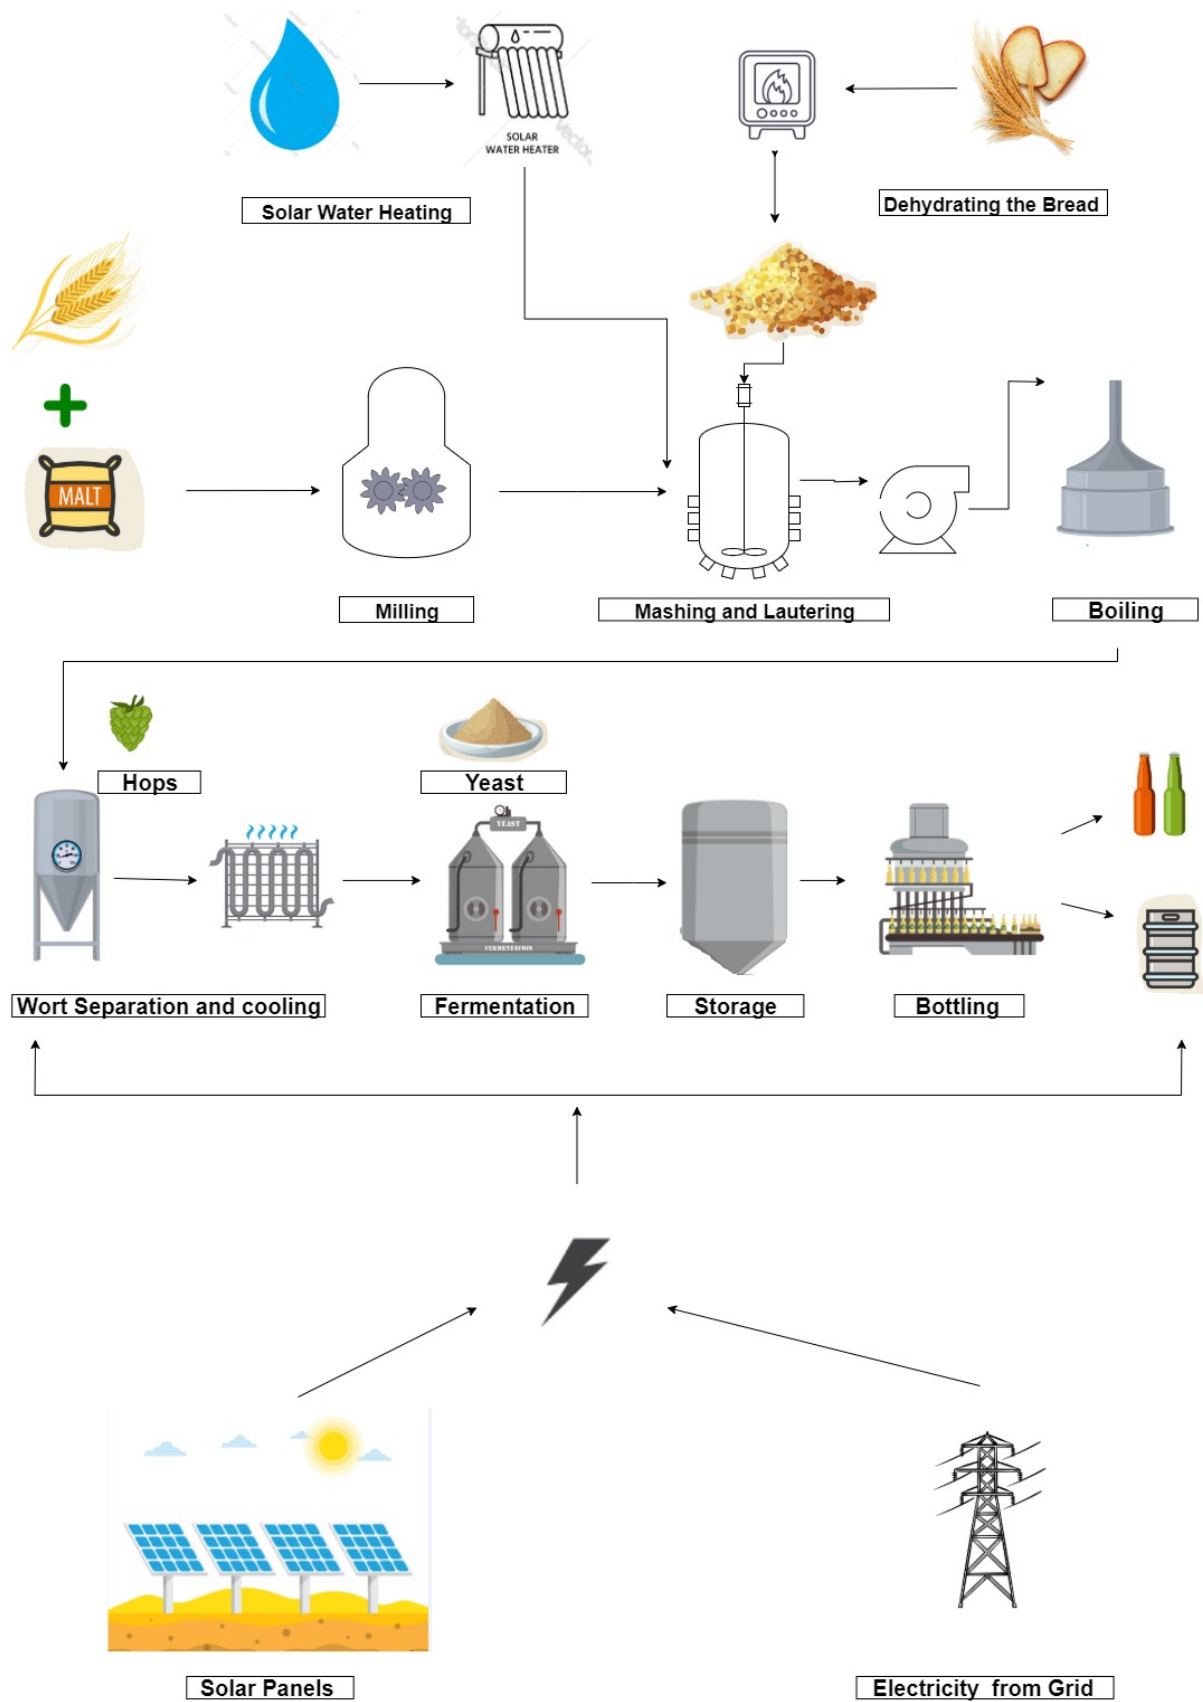 SOLAR
WATER HEATER
Solar Water Heating
Dehydrating the Bread
MALT
Milling
Mashing and Lautering
Boiling
Hops
Yeast
YEAST
FERMENTATION
Wort Separation and cooling
Fermentation
Storage
Bottling
Solar Panels
Electricity from Grid